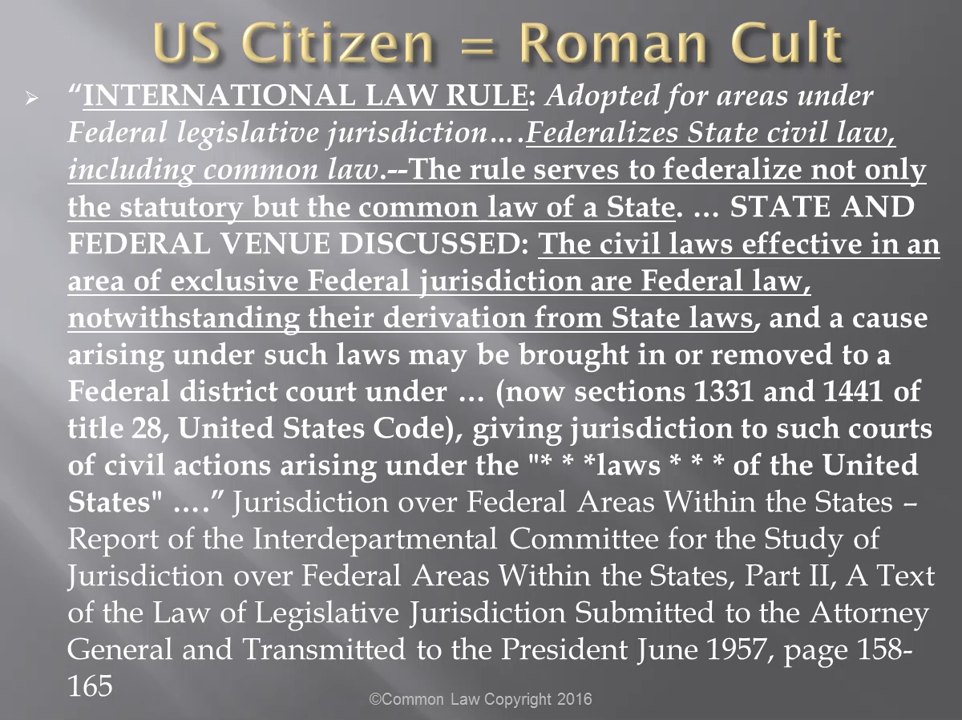 US Citizen = Roman Cult
“INTERNATIONAL LAW RULE: Adopted for areas under
Federal legislative jurisdiction….Federalizes State civil law,
including common law.--The rule serves to federalize not only
the statutory but the common law of a State. … STATE AND
FEDERAL VENUE DISCUSSED: The civil laws effective in an
area of exclusive Federal jurisdiction are Federal law,
notwithstanding their derivation from State laws, and a cause
arising under such laws may be brought in or removed to a
Federal district court under … (now sections 1331 and 1441 of
title 28, United States Code), giving jurisdiction to such courts
of civil actions arising under the "* * *laws * * * of the United
States" ….” Jurisdiction over Federal Areas Within the States –
Report of the Interdepartmental Committee for the Study of
Jurisdiction over Federal Areas Within the States, Part II, A Text
of the Law of Legislative Jurisdiction Submitted to the Attorney
General and Transmitted to the President June 1957, page 158-
165
©Common Law Copyright 2016